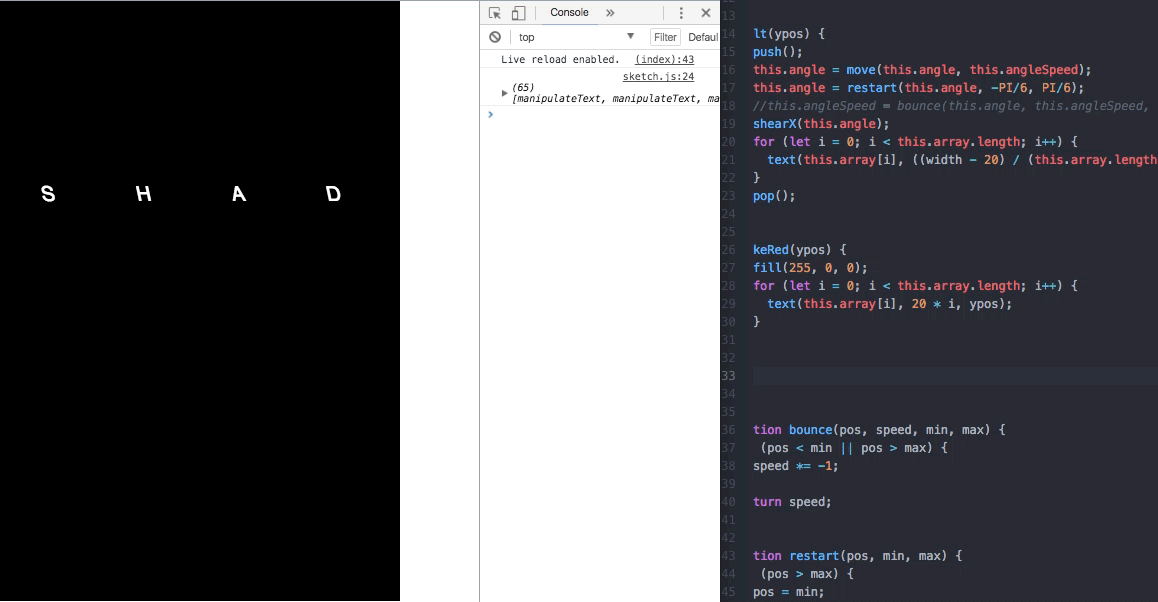 S H A D
Console »
top Filter Defaul
Live reload enabled. (index):43
sketch.js:24
(65)
[manipulateText, manipulateText, ma
13
14 lt(ypos) {
15 push();
16 this.angle = move(this.angle, this.angleSpeed);
17 this.angle = restart(this.angle, -PI/6, PI/6);
18 //this.angleSpeed = bounce(this.angle, this.angleSpeed,
19 shearX(this.angle);
20 for (let i = 0; i < this.array.length; i++) {
21 text(this.array[i], ((width - 20) / (this.array.length
22 }
23 pop();
24
25
26 keRed(ypos) {
27 fill(255, 0, 0);
28 for (let i = 0; i < this.array.length; i++) {
29 text(this.array[i], 20 * i, ypos);
30 }
31
32
33
34
35
36 tion bounce(pos, speed, min, max) {
37 (pos < min || pos > max) {
38 speed *= -1;
39
40 turn speed;
41
42
43 tion restart(pos, min, max) {
44 (pos > max) {
45 pos = min;